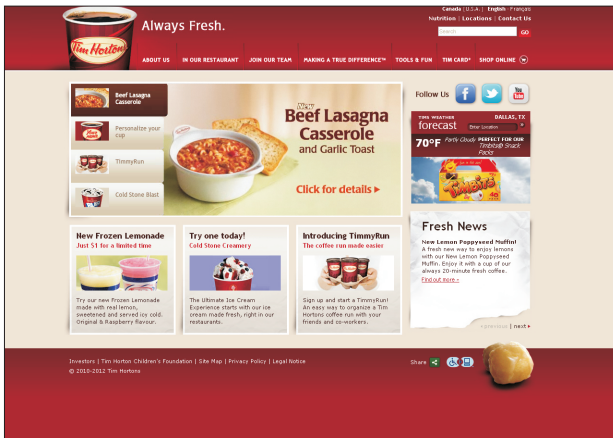 Canada | U.S.A. | English · Français
Nutrition | Locations | Contact Us
Always Fresh.
Search GO
Tim Hortons
ABOUT US IN OUR RESTAURANT JOIN OUR TEAM MAKING A TRUE DIFFERENCE™ TOOLS & FUN TIM CARD® SHOP ONLINE
Beef Lasagna
Casserole
Personalize your
cup
TimmyRun
Cold Stone Blast
New
Beef Lasagna
Casserole
and Garlic Toast
Click for details
Follow Us
You
Tube
TIMS WEATHER
forecast
DALLAS, TX
Enter Location
70°F Partly Cloudy
PERFECT FOR OUR
Timbits® Snack
Packs
Fresh News
New Lemon Poppyseed Muffin!
A fresh new way to enjoy lemons
with our New Lemon Poppyseed
Muffin. Enjoy it with a cup of our
always 20-minute fresh coffee.
Find out more »
previous | next
New Frozen Lemonade
Just $1 for a limited time
Try our new Frozen Lemonade
made with real lemon,
sweetened and served icy cold.
Original & Raspberry flavour.
Try one today!
Cold Stone Creamery
The Ultimate Ice Cream
Experience starts with our ice
cream made fresh, right in our
restaurants.
Introducing TimmyRun
The coffee run made easier
Sign up and start a TimmyRun!
An easy way to organize a Tim
Hortons coffee run with your
friends and co-workers.
Investors | Tim Horton Children's Foundation | Site Map | Privacy Policy | Legal Notice
© 2010-2012 Tim Hortons
Share